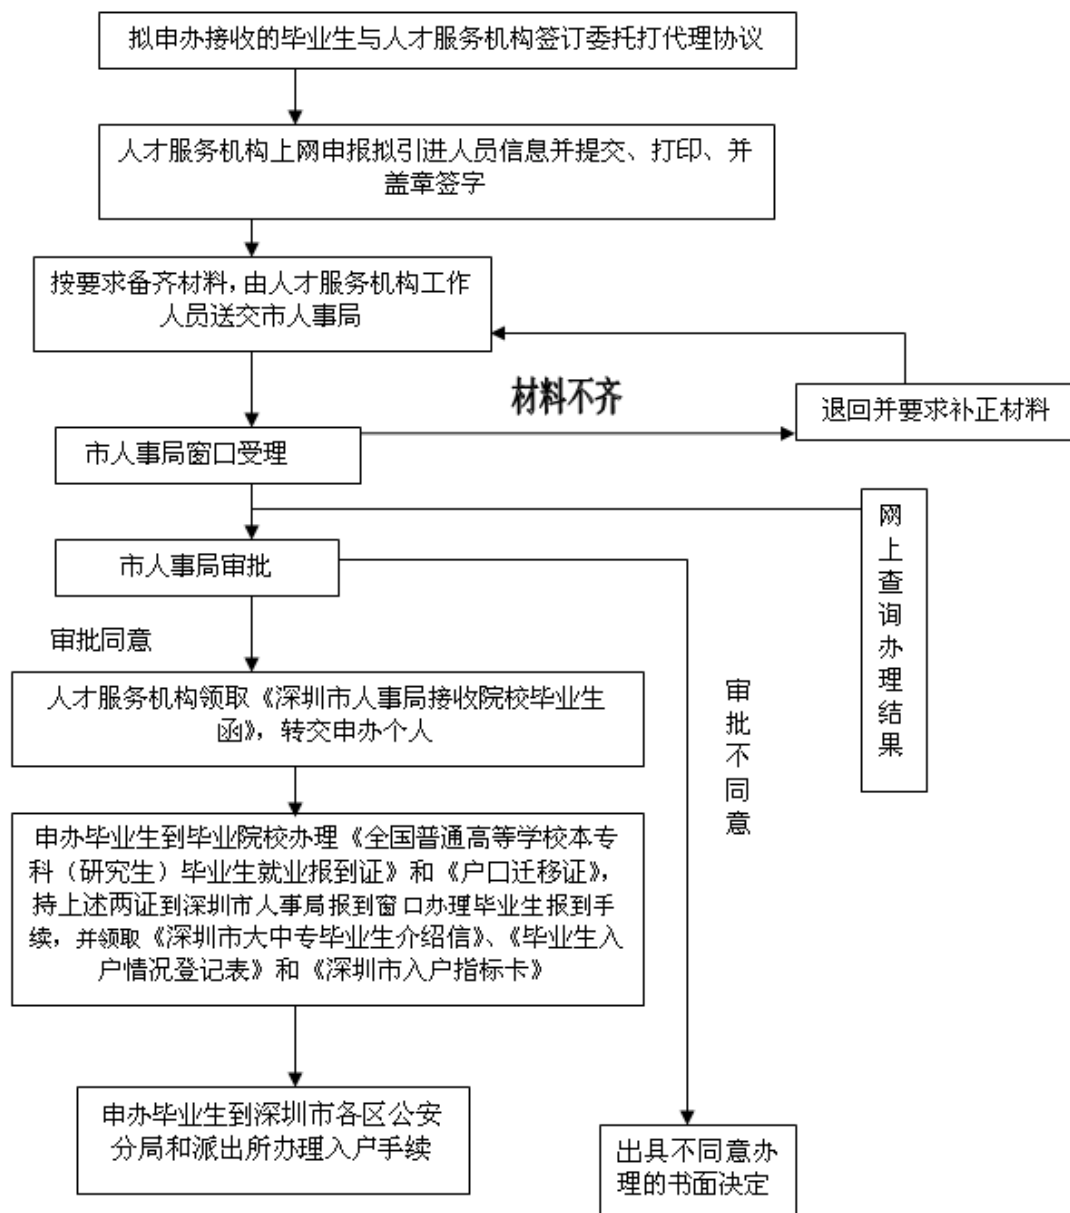 拟申办接收的毕业生与人才服务机构签订委托打代理协议
人才服务机构上网申报拟引进人员信息并提交、打印、并
盖章签字
按要求备齐材料，由人才服务机构工作
人员送交市人事局
材料不齐
退回并要求补正材料
市人事局窗口受理
网上查询办理结果
市人事局审批
审批同意
审批不同意
人才服务机构领取《深圳市人事局接收院校毕业生
函》，转交申办个人
申办毕业生到毕业院校办理《全国普通高等学校本专
科（研究生）毕业生就业报到证》和《户口迁移证》，
持上述两证到深圳市人事局报到窗口办理毕业生报到手
续，并领取《深圳市大中专毕业生介绍信》、《毕业生入
户情况登记表》和《深圳市入户指标卡》
申办毕业生到深圳市各区公安
分局和派出所办理入户手续
出具不同意办
理的书面决定